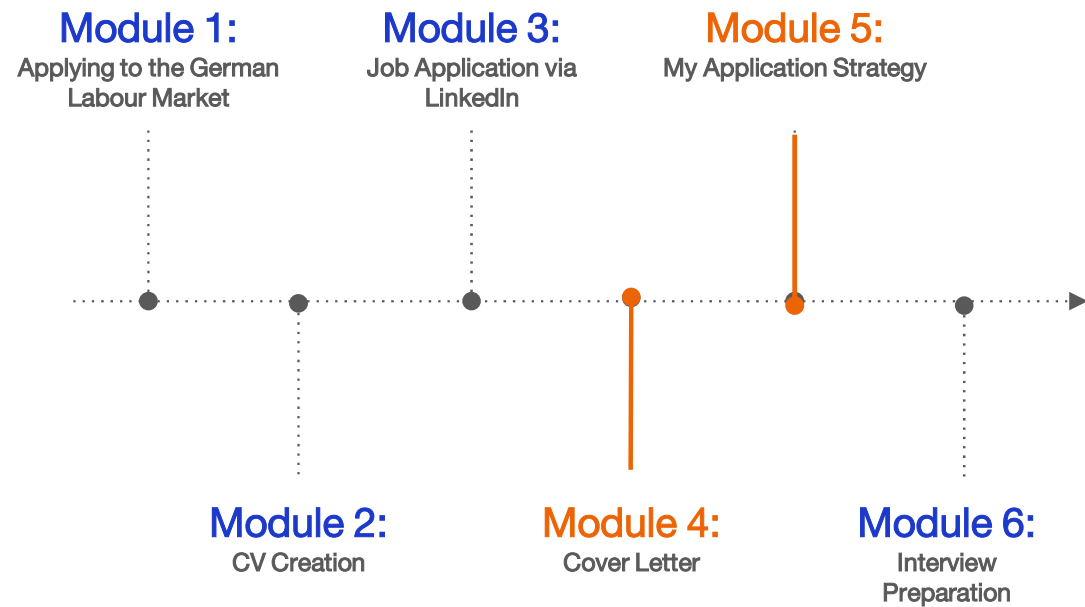 Module 1:
Applying to the German
Labour Market
Module 3:
Job Application via
LinkedIn
Module 5:
My Application Strategy
Module 2:
CV Creation
Module 4:
Cover Letter
Module 6:
Interview
Preparation